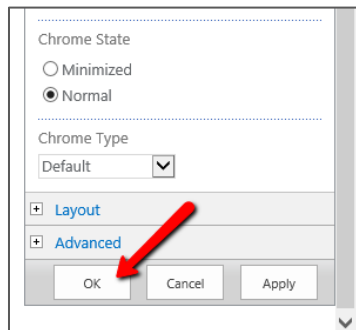 Chrome State
Minimized
Normal
Chrome Type
Default
Layout
Advanced
OK Cancel Apply